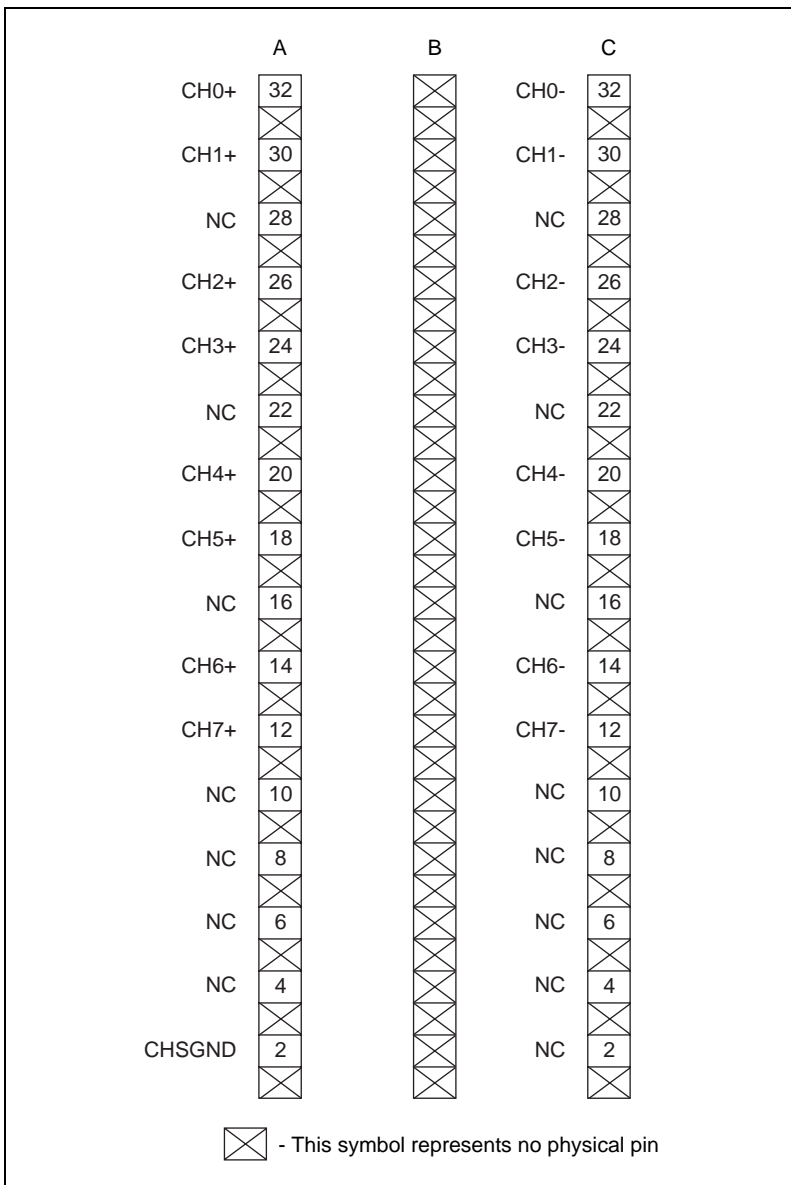 A B C
CH0+ 32 CH0- 32
CH1+ 30 CH1- 30
NC 28 NC 28
CH2+ 26 CH2- 26
CH3+ 24 CH3- 24
NC 22 NC 22
CH4+ 20 CH4- 20
CH5+ 18 CH5- 18
NC 16 NC 16
CH6+ 14 CH6- 14
CH7+ 12 CH7- 12
NC 10 NC 10
NC 8 NC 8
NC 6 NC 6
NC 4 NC 4
CHSGND 2 NC 2
- This symbol represents no physical pin